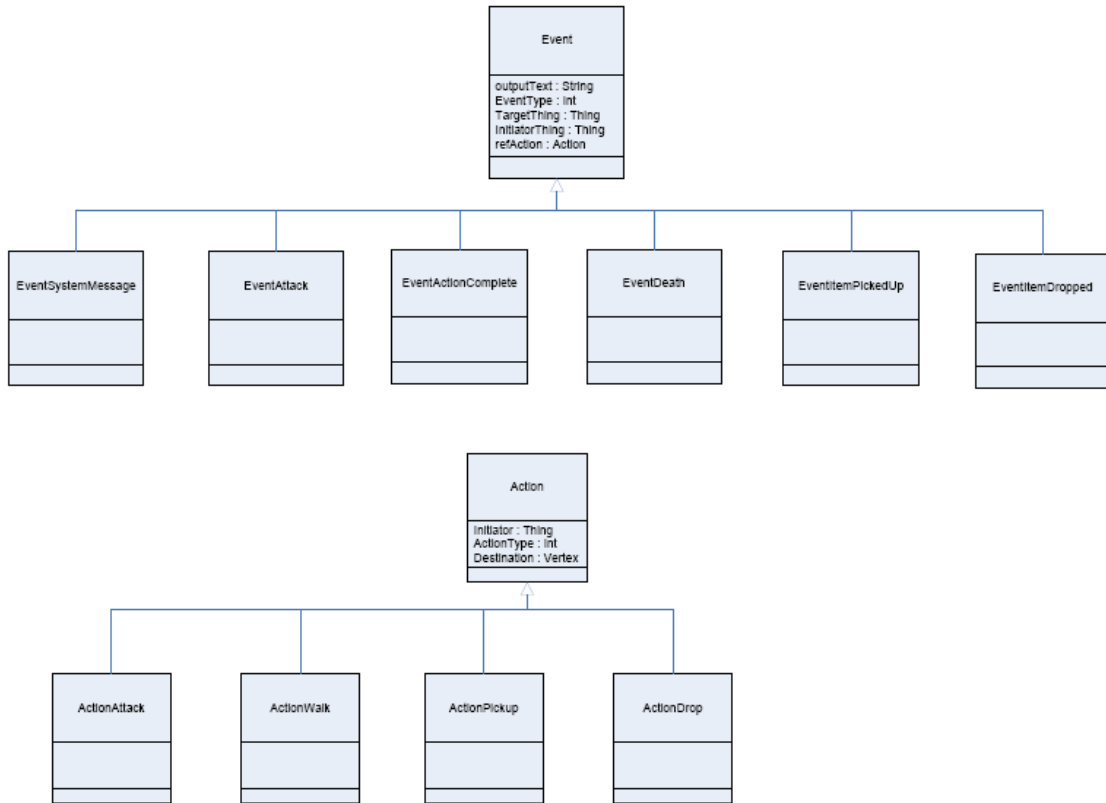 Event
outputText : String
EventType : Int
TargetThing : Thing
InitiatorThing : Thing
refAction : Action
EventSystemMessage
EventAttack
EventActionComplete
EventDeath
EventItemPickedUp
EventItemDropped
Action
Initiator : Thing
ActionType : Int
Destination : Vertex
ActionAttack
ActionWalk
ActionPickup
ActionDrop